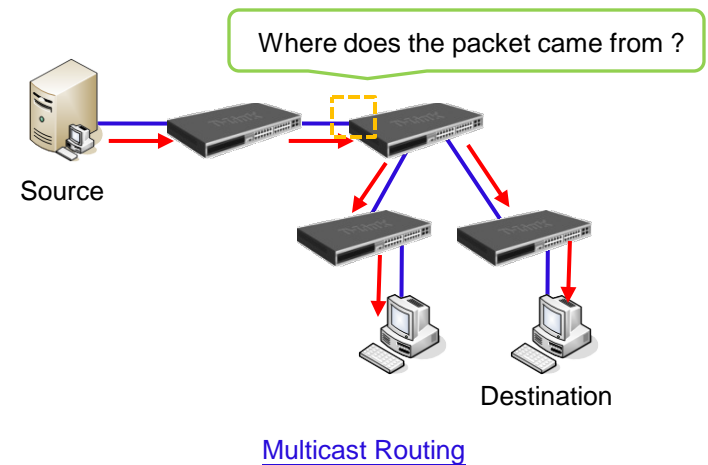 Where does the packet came from ?
Source
Destination
Multicast Routing